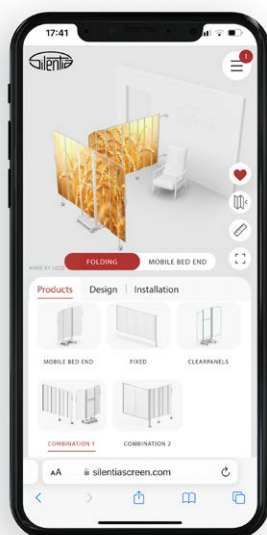 17:41
Silentia
1
FOLDING
MOBILE BED END
MADE BY
Products
Design
Installation
MOBILE BED END
FIXED
CLEARPANELS
COMBINATION 1
COMBINATION 2
AA
silentiascreen.com